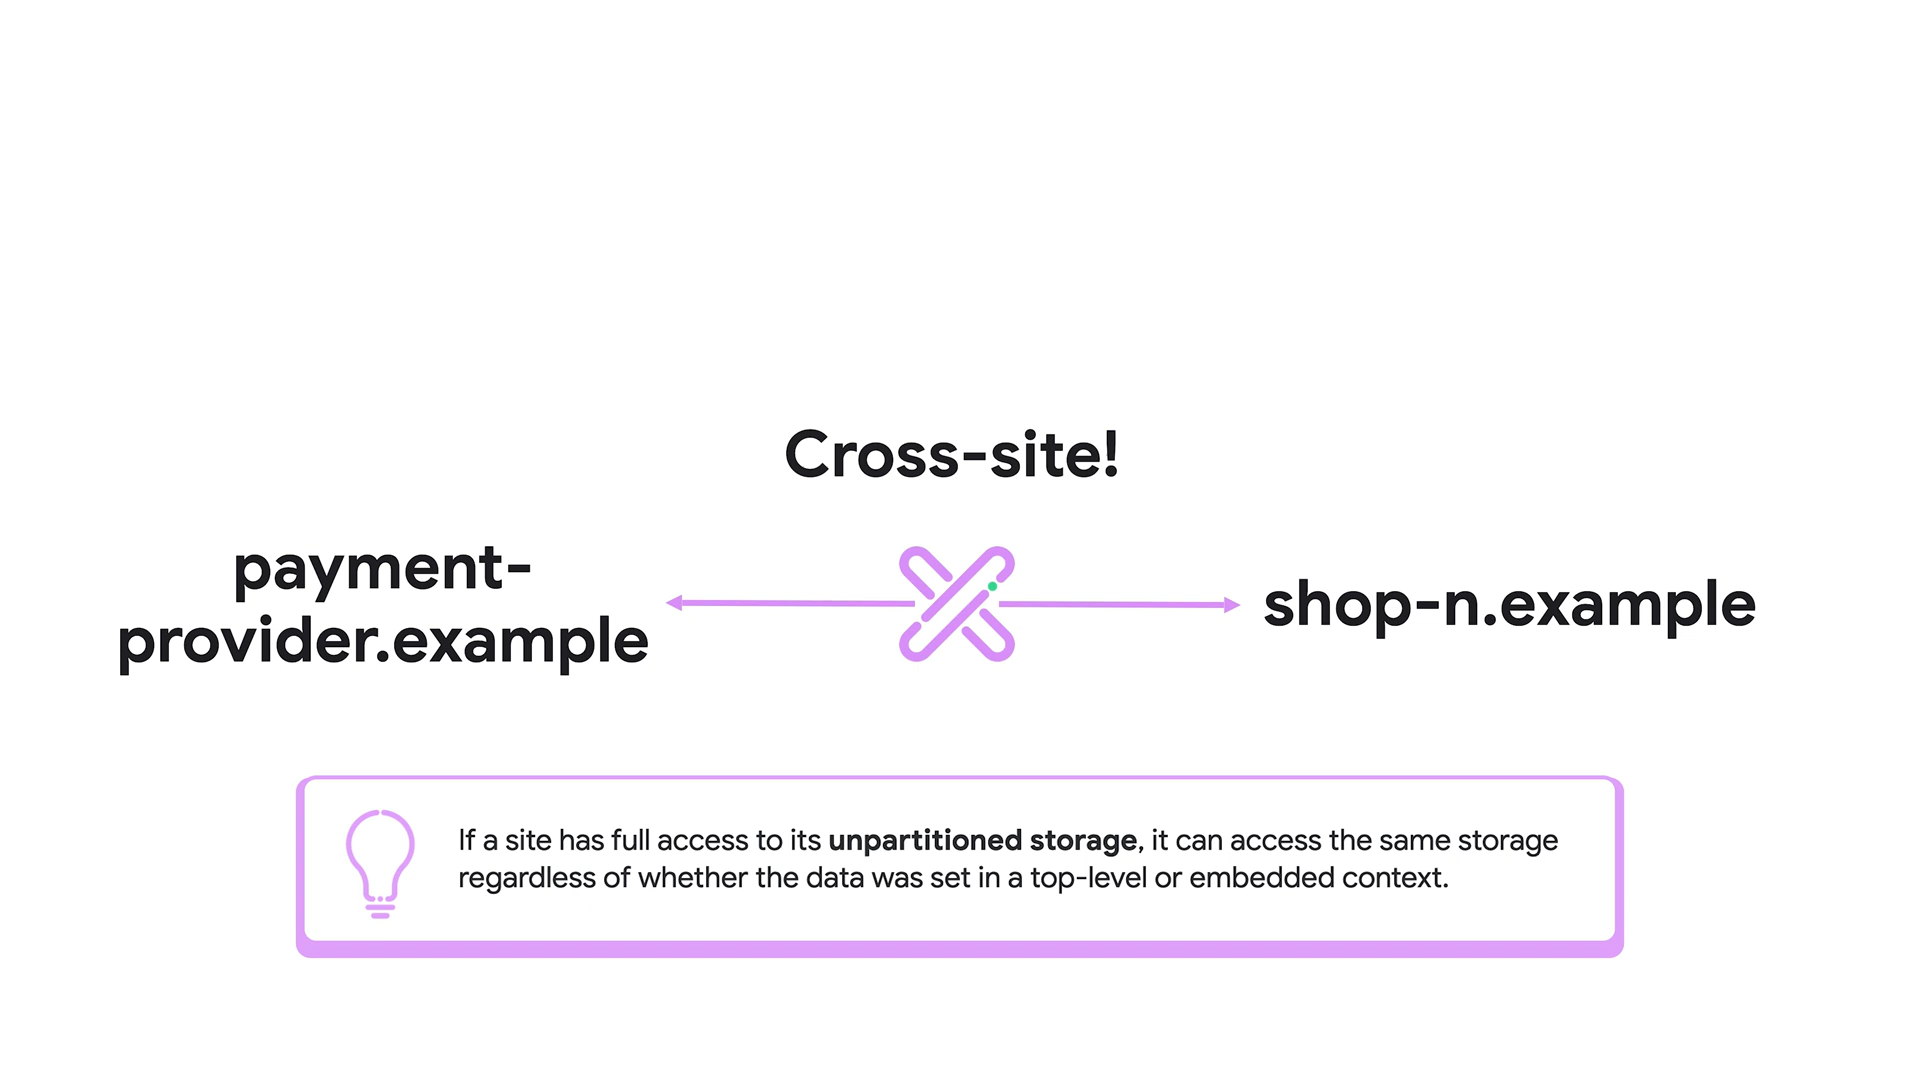 Cross-site!
payment-
provider.example
shop-n.example
If a site has full access to its unpartitioned storage, it can access the same storage
regardless of whether the data was set in a top-level or embedded context.